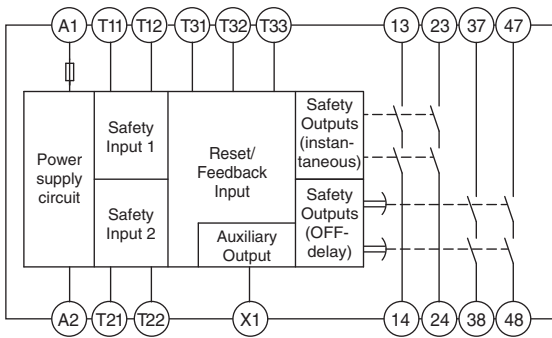 A1 T11 T12 T31 T32 T33 13 23 37 47
Power
supply
circuit
Safety
Input 1
Safety
Input 2
Reset/
Feedback
Input
Auxiliary
Output
Safety
Outputs
(instan-
taneous)
Safety
Outputs
(OFF-
delay)
A2 T21 T22 X1 14 24 38 48